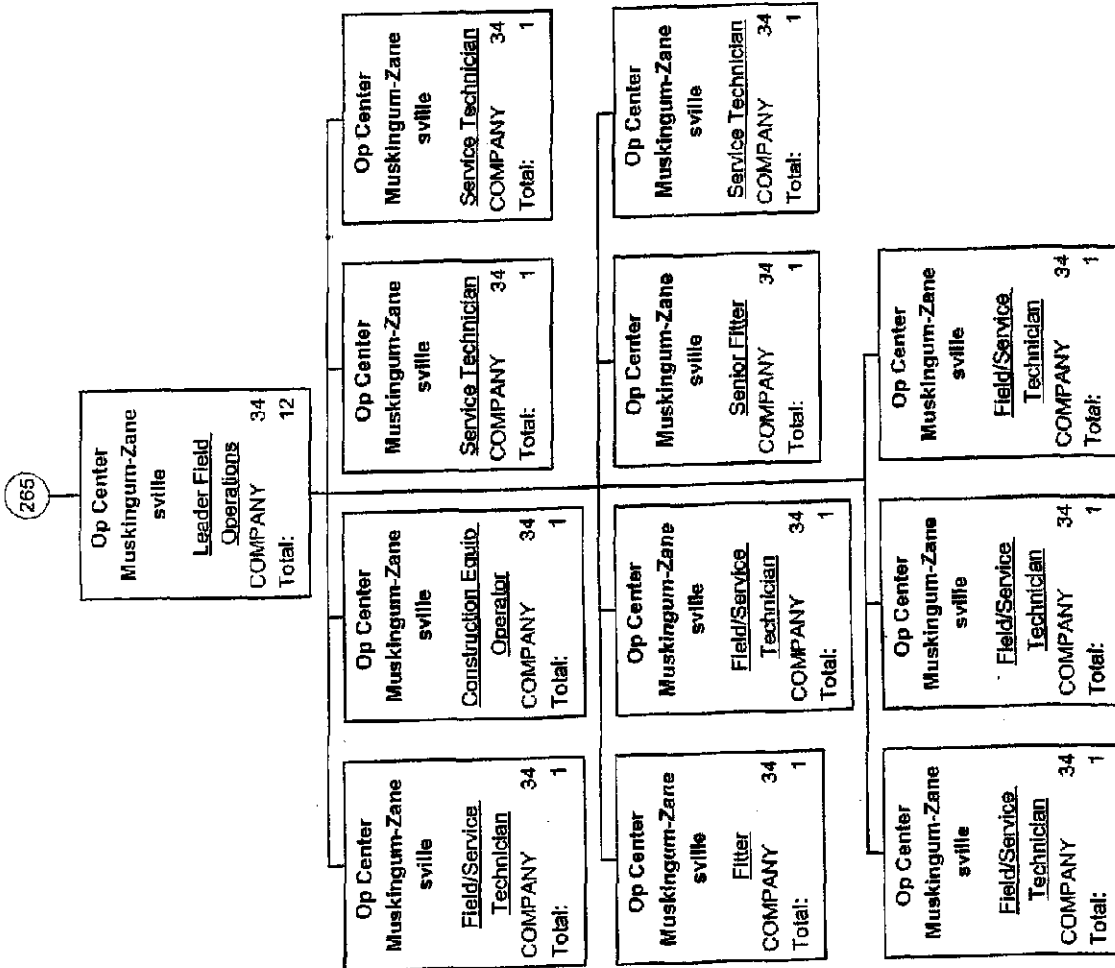 265
Op Center
Muskingum-Zane
sville
Leader Field
Operations
COMPANY 34
Total: 12
Op Center
Muskingum-Zane
sville
Field/Service
Technician
COMPANY 34
Total: 1
Op Center
Muskingum-Zane
sville
Construction Equip
Operator
COMPANY 34
Total: 1
Op Center
Muskingum-Zane
sville
Service Technician
COMPANY 34
Total: 1
Op Center
Muskingum-Zane
sville
Service Technician
COMPANY 34
Total: 1
Op Center
Muskingum-Zane
sville
Fitter
COMPANY 34
Total: 1
Op Center
Muskingum-Zane
sville
Field/Service
Technician
COMPANY 34
Total: 1
Op Center
Muskingum-Zane
sville
Senior Fitter
COMPANY 34
Total: 1
Op Center
Muskingum-Zane
sville
Service Technician
COMPANY 34
Total: 1
Op Center
Muskingum-Zane
sville
Field/Service
Technician
COMPANY 34
Total: 1
Op Center
Muskingum-Zane
sville
Field/Service
Technician
COMPANY 34
Total: 1
Op Center
Muskingum-Zane
sville
Field/Service
Technician
COMPANY 34
Total: 1